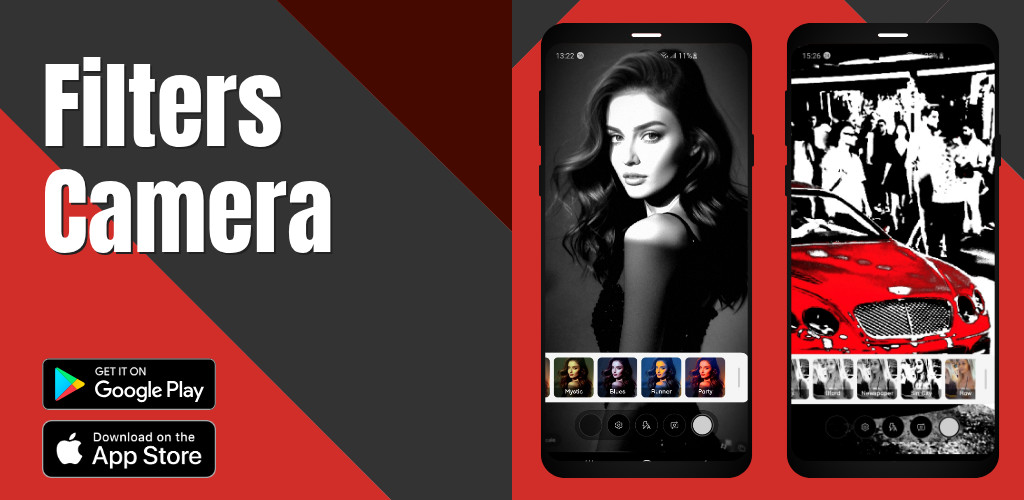 Filters
Camera
GET IT ON
Google Play
Download on the
App Store
13:22
11%
Mystic
Blues
Runner
Party
15:26
Newspaper
Sin City
Raw